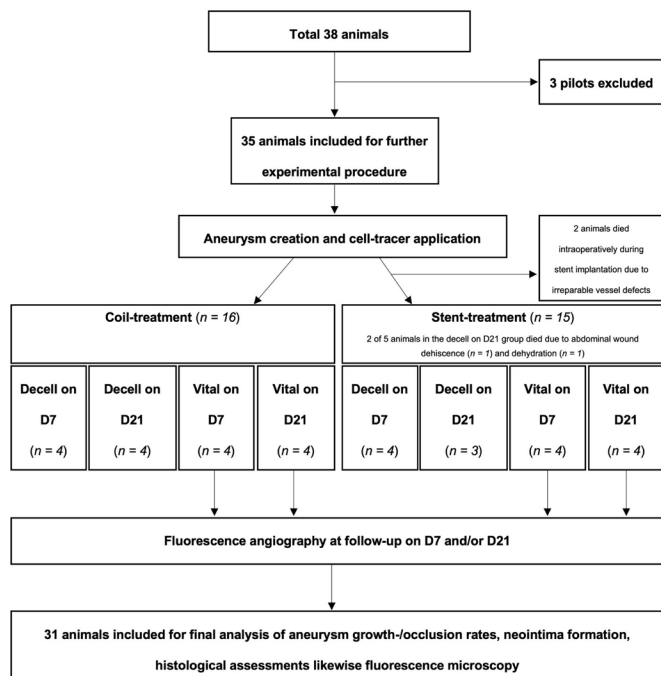 Total 38 animals
3 pilots excluded
35 animals included for further
experimental procedure
Aneurysm creation and cell-tracer application
2 animals died
intraoperatively during
stent implantation due to
irreparable vessel defects
Coil-treatment (n = 16)
Stent-treatment (n = 15)
2 of 5 animals in the decell on D21 group died due to abdominal wound
dehiscence (n = 1) and dehydration (n = 1)
Decell on
D7
(n = 4)
Decell on
D21
(n = 4)
Vital on
D7
(n = 4)
Vital on
D21
(n = 4)
Decell on
D7
(n = 4)
Decell on
D21
(n = 3)
Vital on
D7
(n = 4)
Vital on
D21
(n = 4)
Fluorescence angiography at follow-up on D7 and/or D21
31 animals included for final analysis of aneurysm growth-/occlusion rates, neointima formation,
histological assessments likewise fluorescence microscopy